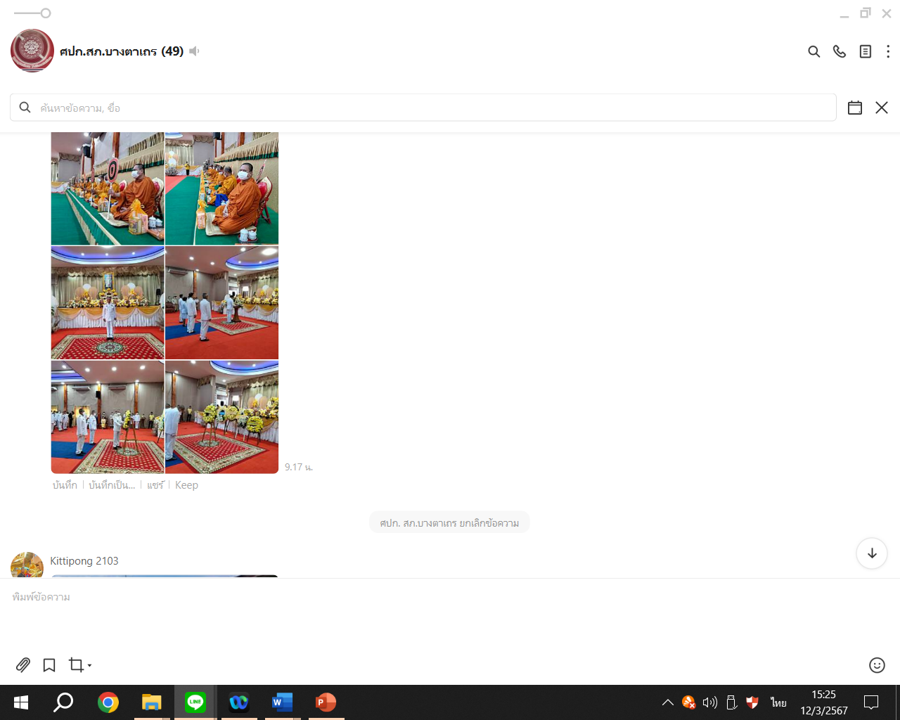 ศปก.สภ.บางตาเถร (49)
ค้นหาข้อความ, ชื่อ
9.17 น.
บันทึก | บันทึกเป็น... | แชร์ | Keep
ศปก. สภ.บางตาเถร ยกเลิกข้อความ
Kittipong 2103
พิมพ์ข้อความ
ไทย
15:25
12/3/2567